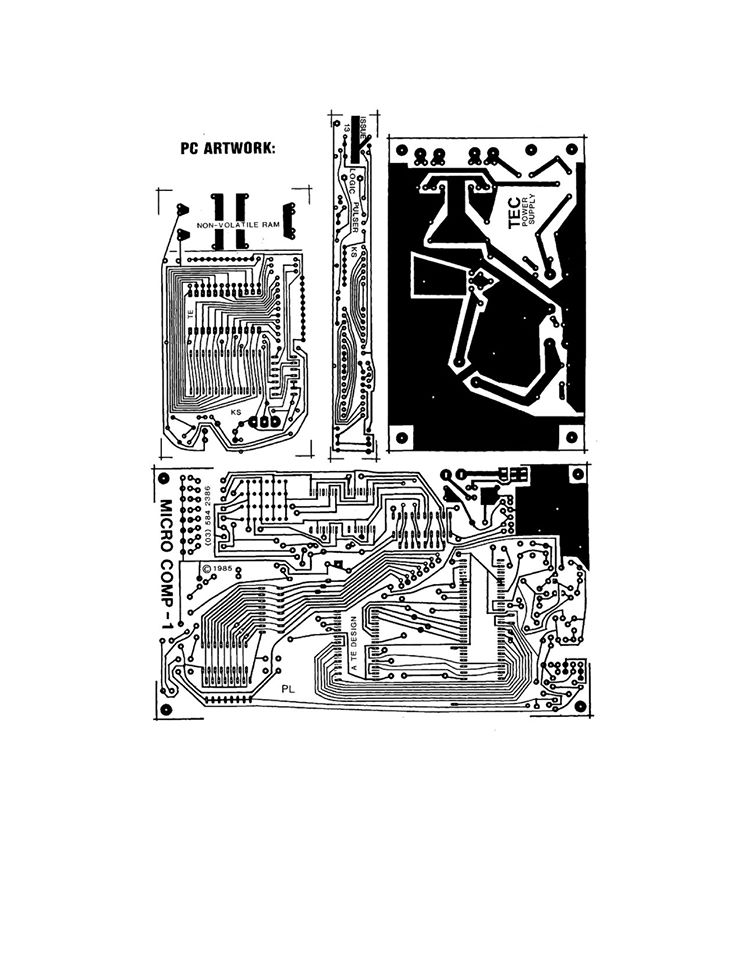 PC ARTWORK:
NON-VOLATILE RAM
TE
KS
ISSUE
13
LOGIC PULSER
KS
TEC
POWER
SUPPLY
MICRO COMP-1
(03) 584 2386
©1985
A TE DESIGN
PL